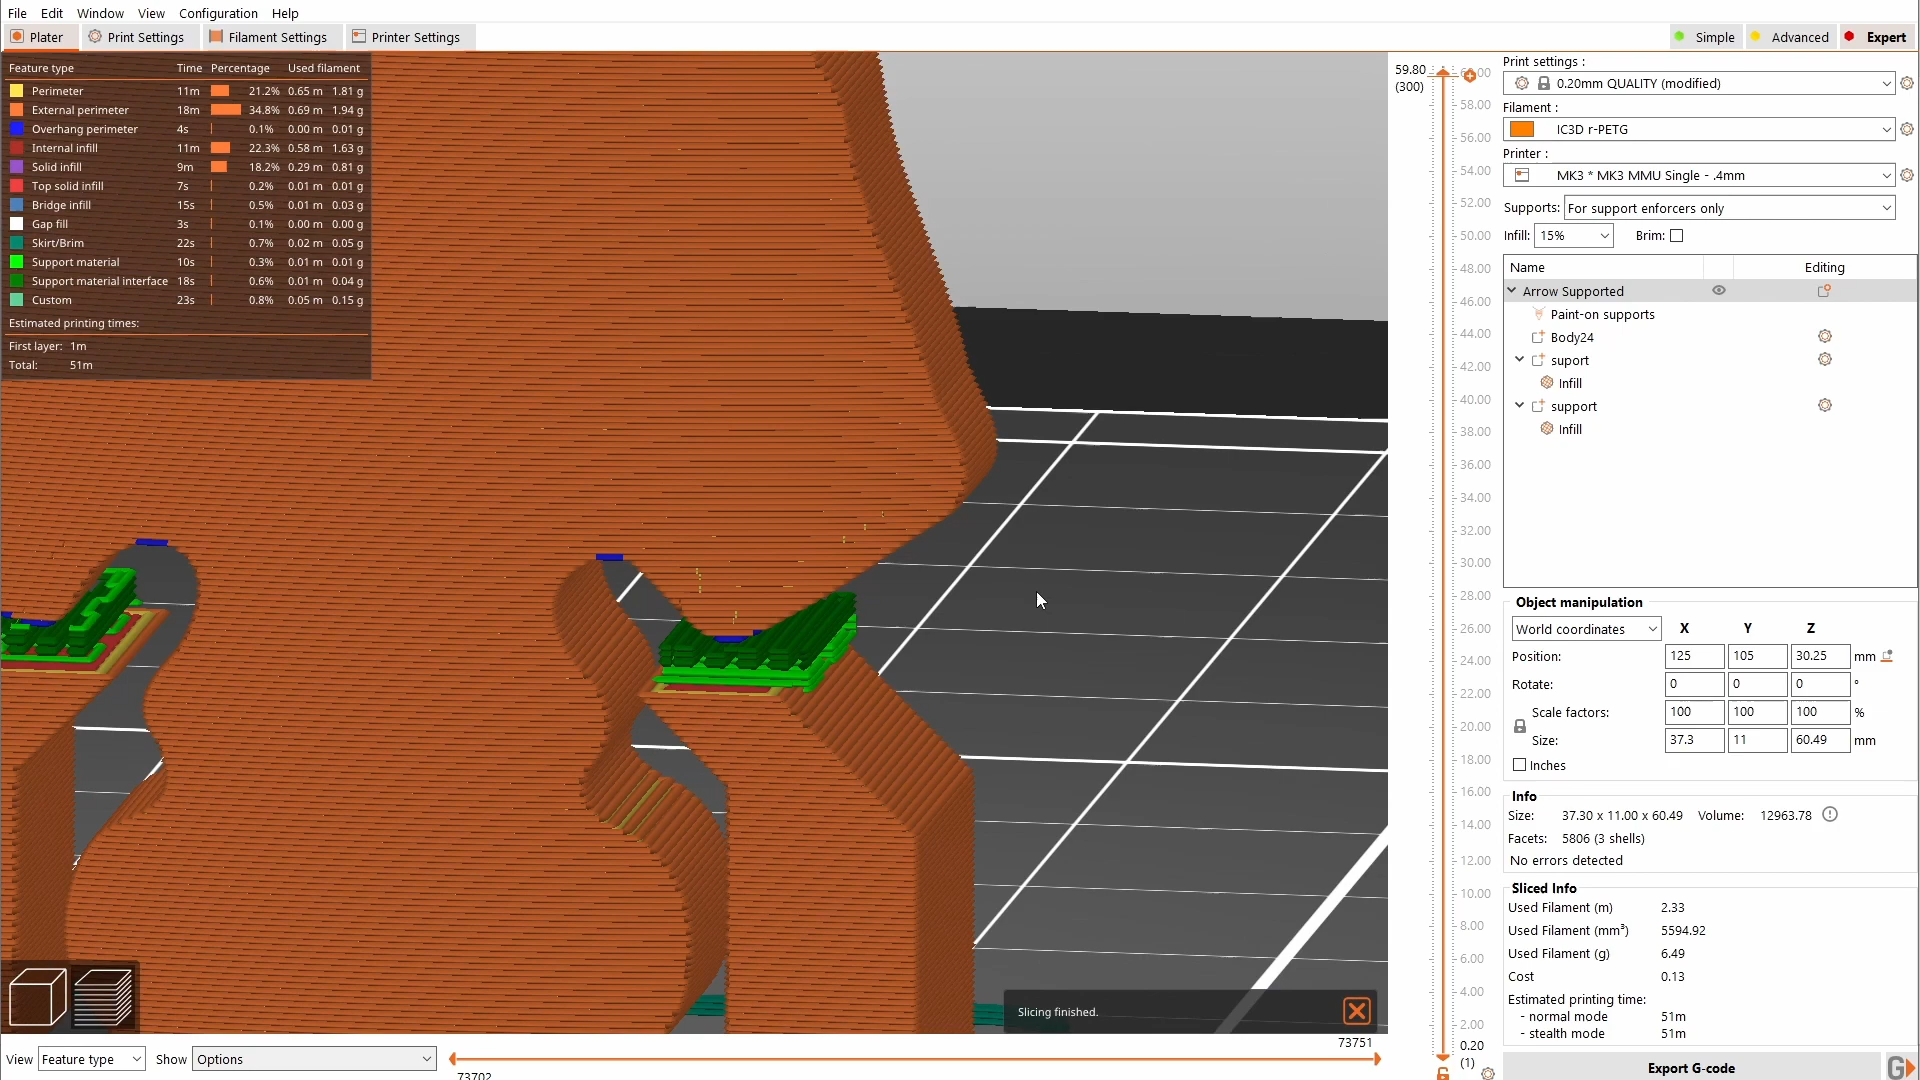 File Edit Window View Configuration Help
Plater Print Settings Filament Settings Printer Settings Simple Advanced Expert
Feature type Time Percentage Used filament
Perimeter 11m 21.2% 0.65 m 1.81 g
External perimeter 18m 34.8% 0.69 m 1.94 g
Overhang perimeter 4s 0.1% 0.00 m 0.01 g
Internal infill 11m 22.3% 0.58 m 1.63 g
Solid infill 9m 18.2% 0.29 m 0.81 g
Top solid infill 7s 0.2% 0.01 m 0.01 g
Bridge infill 15s 0.5% 0.01 m 0.03 g
Gap fill 3s 0.1% 0.00 m 0.00 g
Skirt/Brim 22s 0.7% 0.02 m 0.05 g
Support material 10s 0.3% 0.01 m 0.01 g
Support material interface 18s 0.6% 0.01 m 0.04 g
Custom 23s 0.8% 0.05 m 0.15 g
Estimated printing times:
First layer: 1m
Total: 51m
Slicing finished.
59.80
(300)
58.00
56.00
54.00
52.00
50.00
48.00
46.00
44.00
42.00
40.00
38.00
36.00
34.00
32.00
30.00
28.00
26.00
24.00
22.00
20.00
18.00
16.00
14.00
12.00
10.00
8.00
6.00
4.00
2.00
0.20
(1)
Print settings :
0.20mm QUALITY (modified)
Filament :
IC3D r-PETG
Printer :
MK3 * MK3 MMU Single - .4mm
Supports: For support enforcers only
Infill: 15% Brim:
Name Editing
Arrow Supported
Paint-on supports
Body24
suport
Infill
support
Infill
Object manipulation
World coordinates X Y Z
Position: 125 105 30.25 mm
Rotate: 0 0 0 °
Scale factors: 100 100 100 %
Size: 37.3 11 60.49 mm
Inches
Info
Size: 37.30 x 11.00 x 60.49 Volume: 12963.78
Facets: 5806 (3 shells)
No errors detected
Sliced Info
Used Filament (m) 2.33
Used Filament (mm³) 5594.92
Used Filament (g) 6.49
Cost 0.13
Estimated printing time:
- normal mode 51m
- stealth mode 51m
Export G-code
View Feature type Show Options
73751
73702